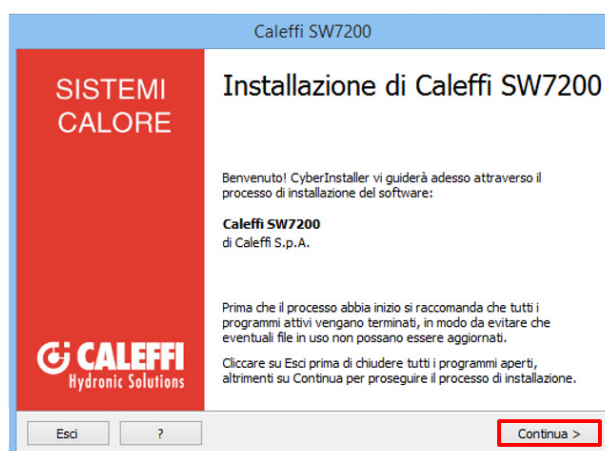 Caleffi SW7200
SISTEMI
CALORE
Installazione di Caleffi SW7200
Benvenuto! CyberInstaller vi guiderà adesso attraverso il
processo di installazione del software:
Caleffi SW7200
di Caleffi S.p.A.
Prima che il processo abbia inizio si raccomanda che tutti i
programmi attivi vengano terminati, in modo da evitare che
eventuali file in uso non possano essere aggiornati.
Cliccare su Esci prima di chiudere tutti i programmi aperti,
altrimenti su Continua per proseguire il processo di installazione.
CALEFFI
Hydronic Solutions
Esci
?
Continua >